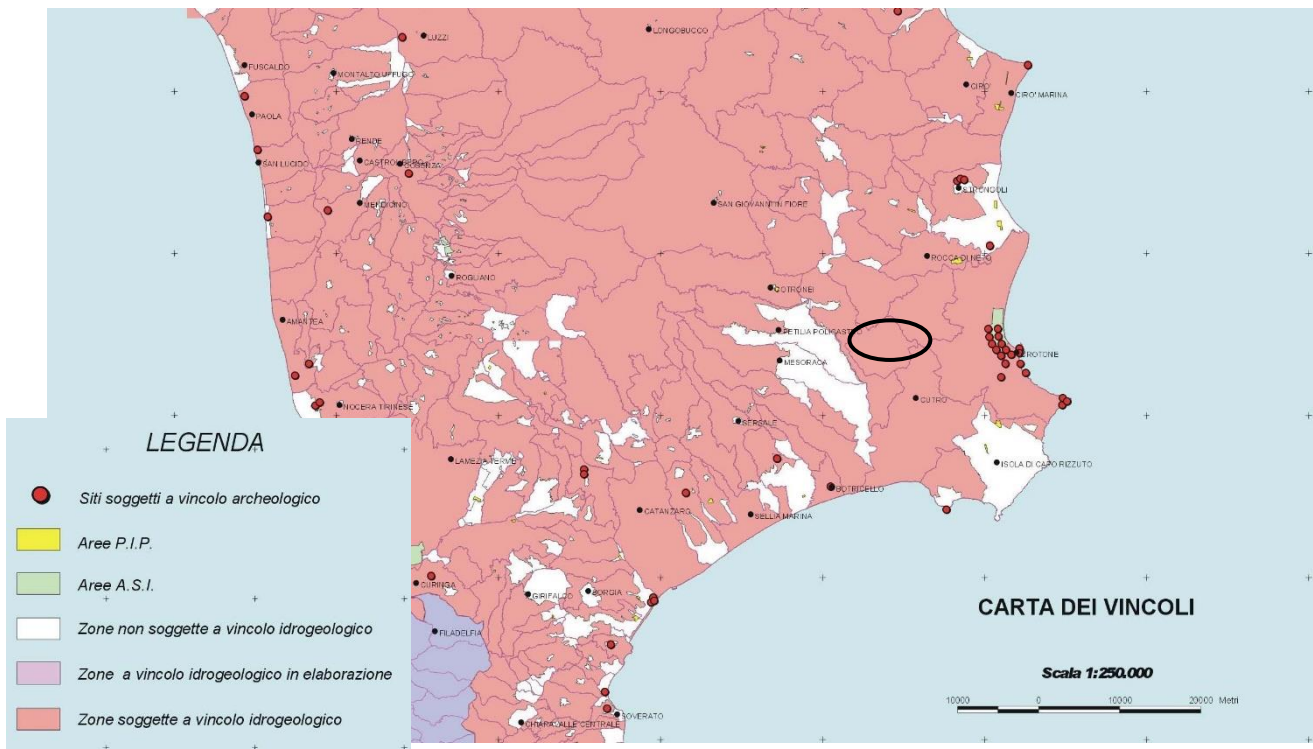 LUZZI
LONGOBUCCO
FUSCALDO
MONTALTO UFFUGO
CIRO'
CIRO' MARINA
PAOLA
RENDE
SAN LUCIDO
STRONGOLI
MENDICINO
SAN GIOVANNI IN FIORE
ROCCA DI NETO
ROGLIANO
COTRONEI
AMANTEA
PETILIA POLICASTRO
CROTONE
MESORACA
CUTRO
NOCERA TIRINESE
SERSALE
LAMEZIA TERME
ISOLA DI CAPO RIZZUTO
BOTRICELLO
CATANZARO
SELLIA MARINA
CURINGA
GIRIFALCO
BORGIA
FILADELFIA
SOVERATO
CHIARAVALLE CENTRALE
LEGENDA
Siti soggetti a vincolo archeologico
Aree P.I.P.
Aree A.S.I.
Zone non soggette a vincolo idrogeologico
Zone a vincolo idrogeologico in elaborazione
Zone soggette a vincolo idrogeologico
CARTA DEI VINCOLI
Scala 1:250.000
10000 0 10000 20000 Metri